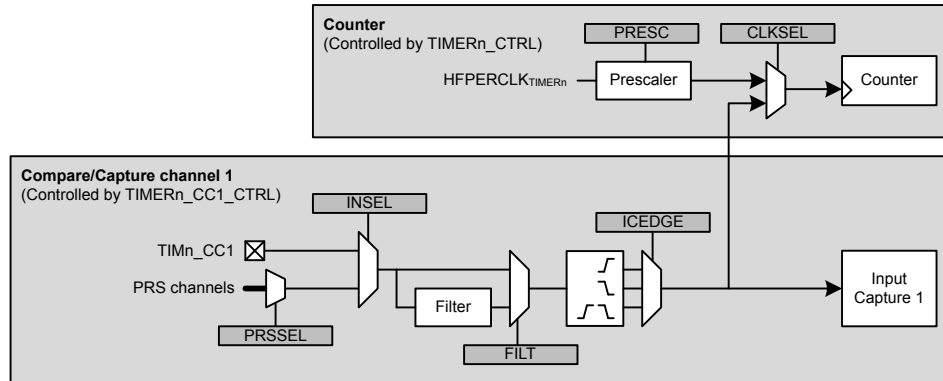 Counter
(Controlled by TIMERn_CTRL)
PRESC
CLKSEL
HFPERCLKTIMERn
Prescaler
Counter
Compare/Capture channel 1
(Controlled by TIMERn_CC1_CTRL)
INSEL
ICEDGE
TIMn_CC1
PRS channels
Filter
Input
Capture 1
PRSSEL
FILT